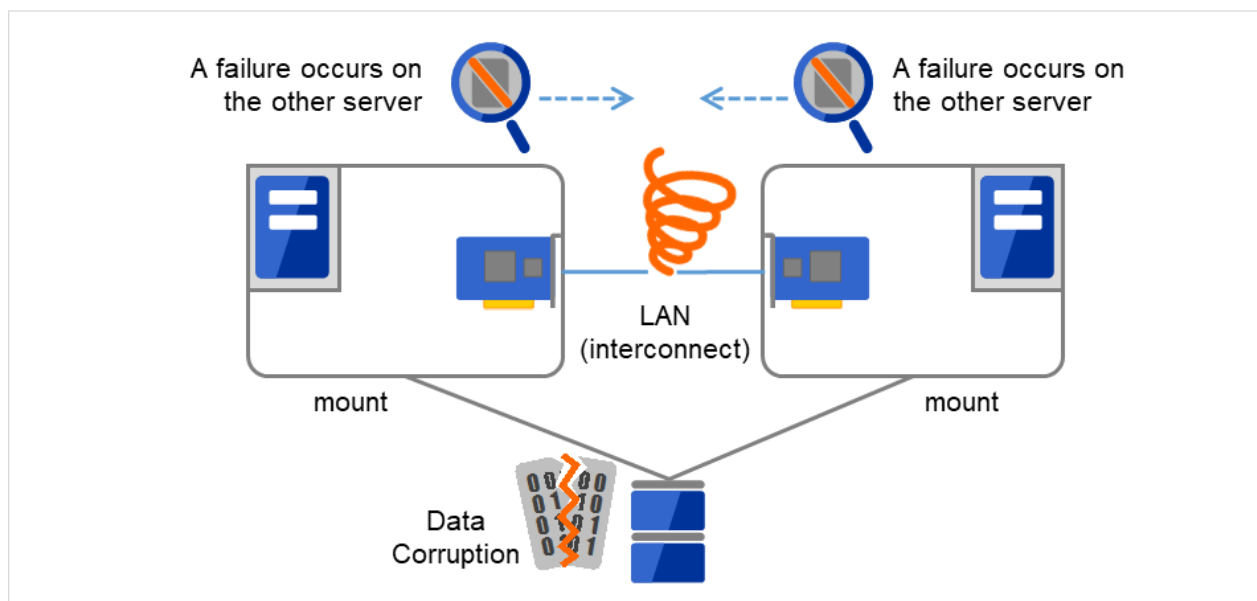 A failure occurs on
the other server
A failure occurs on
the other server
LAN
(interconnect)
mount
mount
Data
Corruption